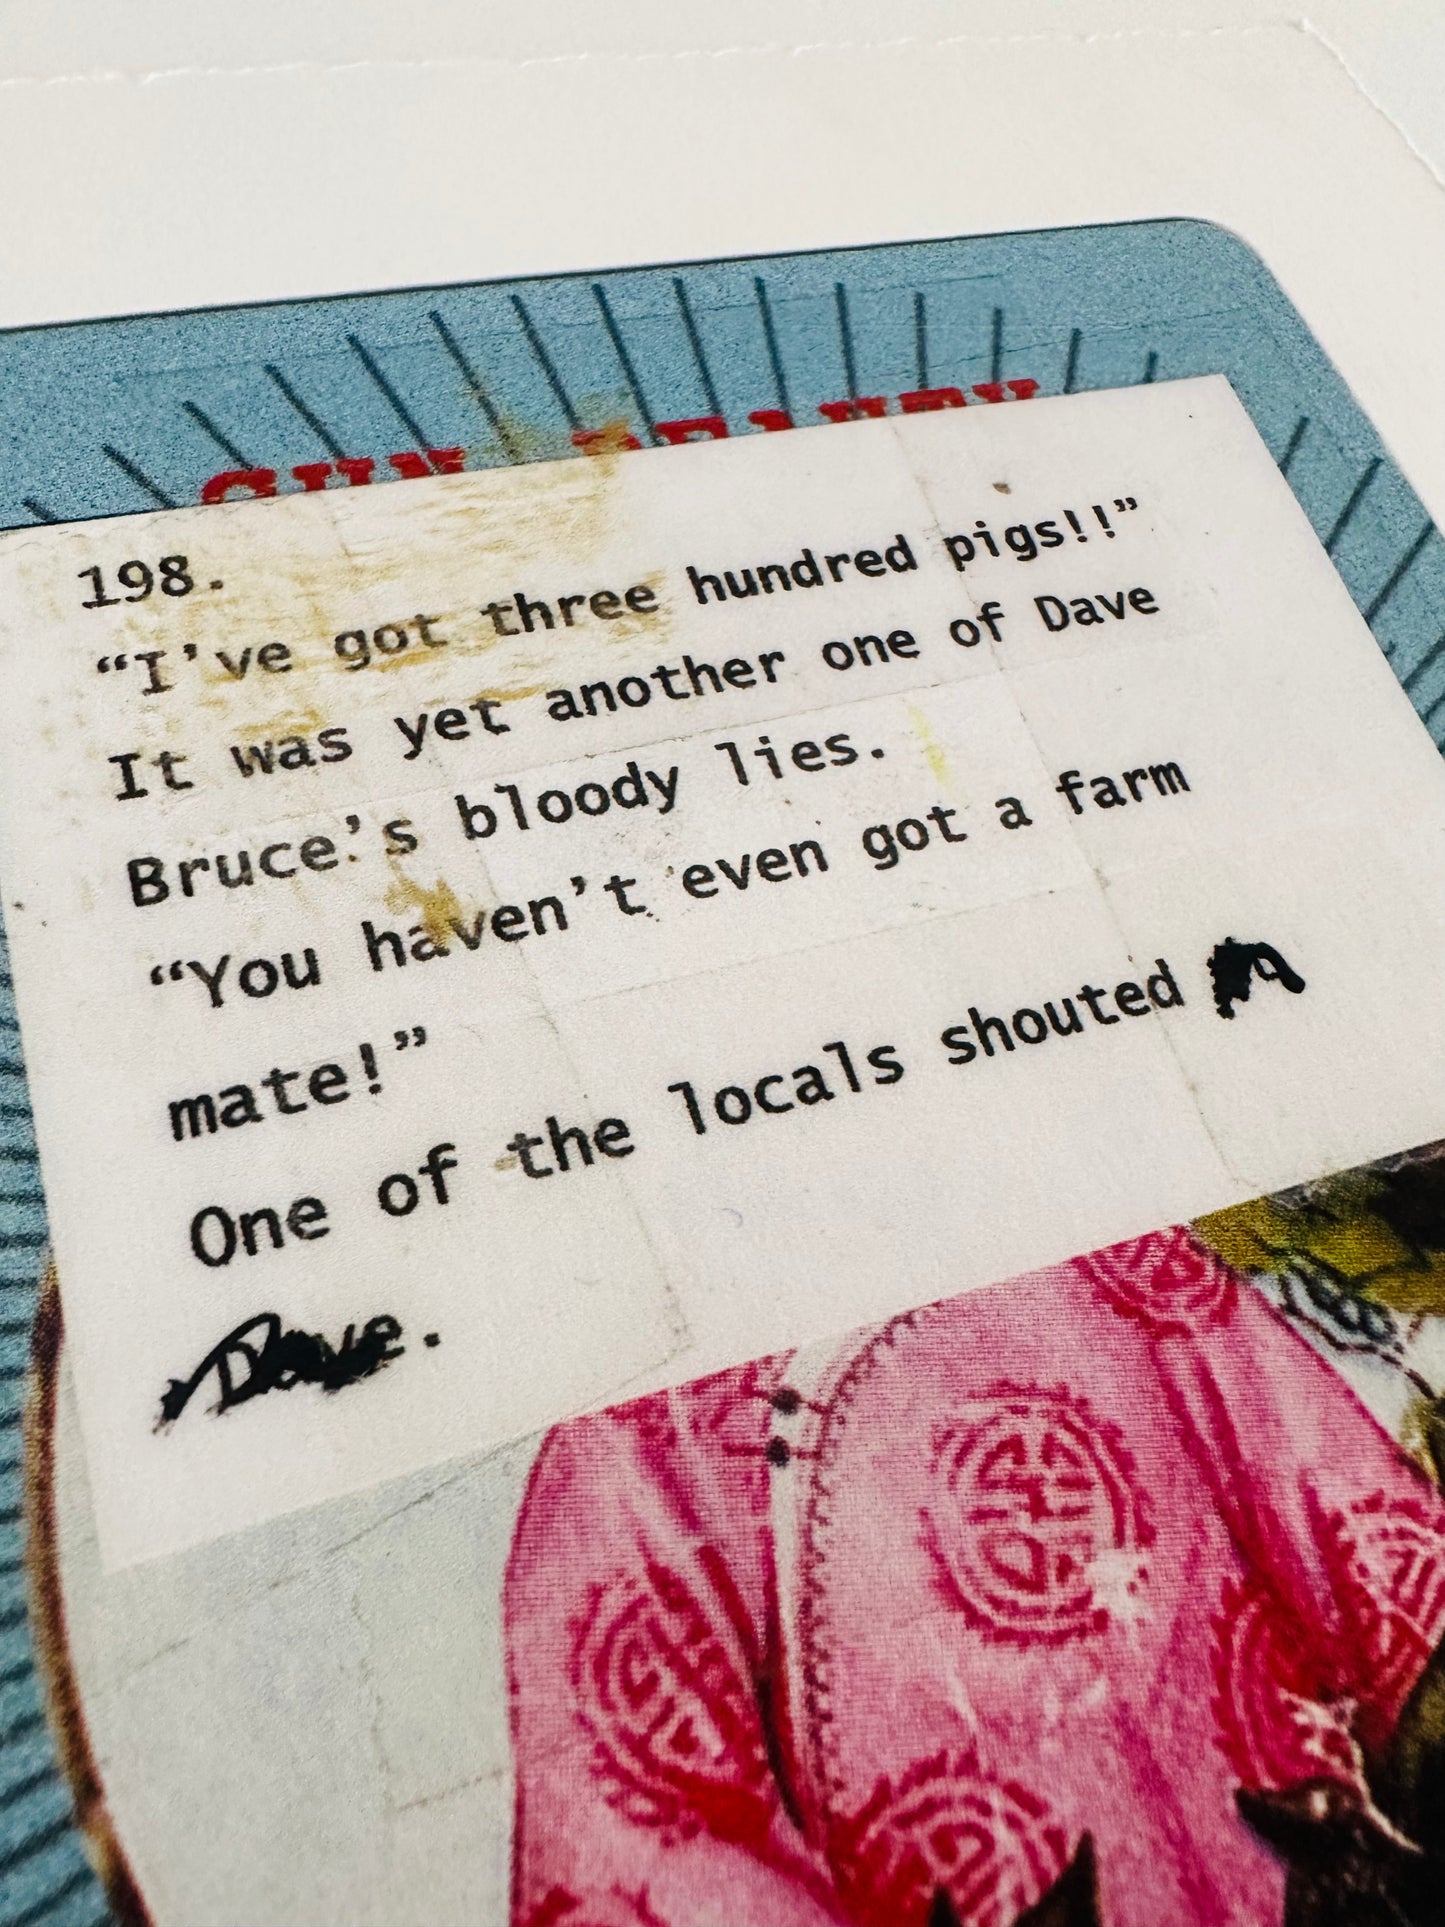 198.
“I’ve got three hundred pigs!!”
It was yet another one of Dave
Bruce’s bloody lies.
“You haven’t even got a farm
mate!”
One of the locals shouted
Dave.